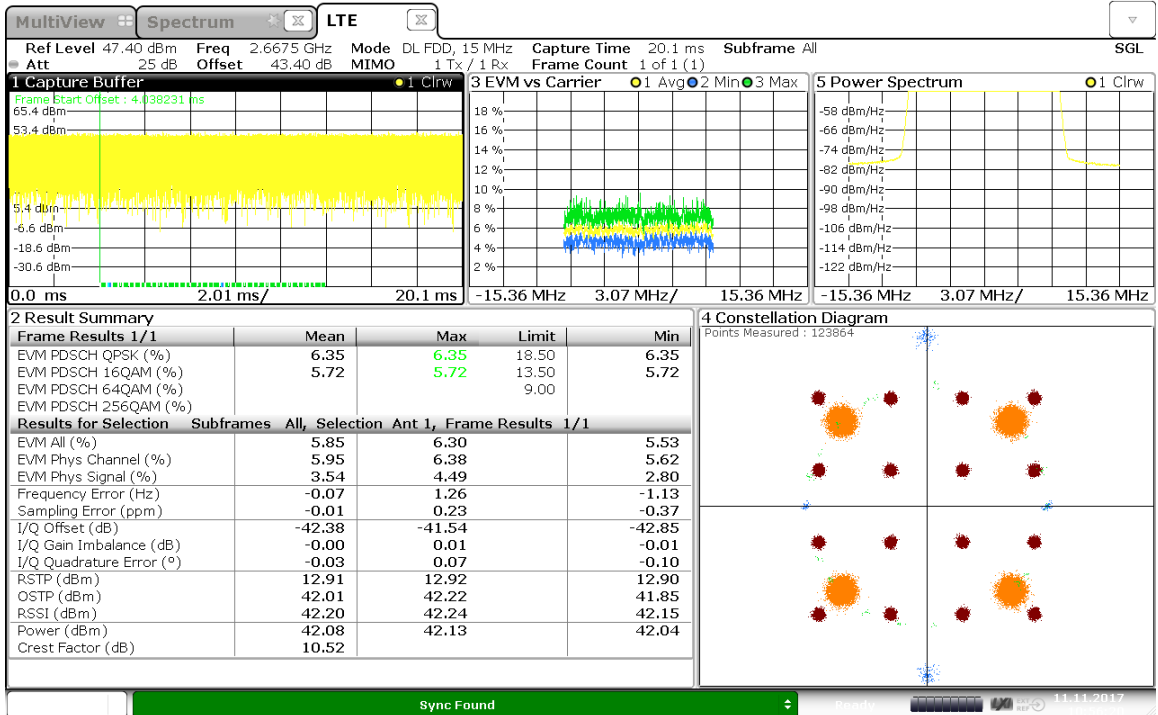 MultiView
Spectrum
LTE
Ref Level 47.40 dBm Freq 2.6675 GHz Mode DL FDD, 15 MHz Capture Time 20.1 ms Subframe All SGL
Att 25 dB Offset 43.40 dB MIMO 1 Tx / 1 Rx Frame Count 1 of 1 (1)
1 Capture Buffer 1 Clrw
Frame Start Offset : 4.038231 ms
65.4 dBm
53.4 dBm
5.4 dBm
-6.6 dBm
-18.6 dBm
-30.6 dBm
0.0 ms 2.01 ms/ 20.1 ms
3 EVM vs Carrier 1 Avg 2 Min 3 Max
18 %
16 %
14 %
12 %
10 %
8 %
6 %
4 %
2 %
-15.36 MHz 3.07 MHz/ 15.36 MHz
5 Power Spectrum 1 Clrw
-58 dBm/Hz
-66 dBm/Hz
-74 dBm/Hz
-82 dBm/Hz
-90 dBm/Hz
-98 dBm/Hz
-106 dBm/Hz
-114 dBm/Hz
-122 dBm/Hz
-15.36 MHz 3.07 MHz/ 15.36 MHz
2 Result Summary
Frame Results 1/1 Mean Max Limit Min
EVM PDSCH QPSK (%) 6.35 6.35 18.50 6.35
EVM PDSCH 16QAM (%) 5.72 5.72 13.50 5.72
EVM PDSCH 64QAM (%) 9.00
EVM PDSCH 256QAM (%)
Results for Selection Subframes All, Selection Ant 1, Frame Results 1/1
EVM All (%) 5.85 6.30 5.53
EVM Phys Channel (%) 5.95 6.38 5.62
EVM Phys Signal (%) 3.54 4.49 2.80
Frequency Error (Hz) -0.07 1.26 -1.13
Sampling Error (ppm) -0.01 0.23 -0.37
I/Q Offset (dB) -42.38 -41.54 -42.85
I/Q Gain Imbalance (dB) -0.00 0.01 -0.01
I/Q Quadrature Error (°) -0.03 0.07 -0.10
RSTP (dBm) 12.91 12.92 12.90
OSTP (dBm) 42.01 42.22 41.85
RSSI (dBm) 42.20 42.24 42.15
Power (dBm) 42.08 42.13 42.04
Crest Factor (dB) 10.52
4 Constellation Diagram
Points Measured : 123864
Sync Found
Ready
LXI
EXT
REF
11.11.2017